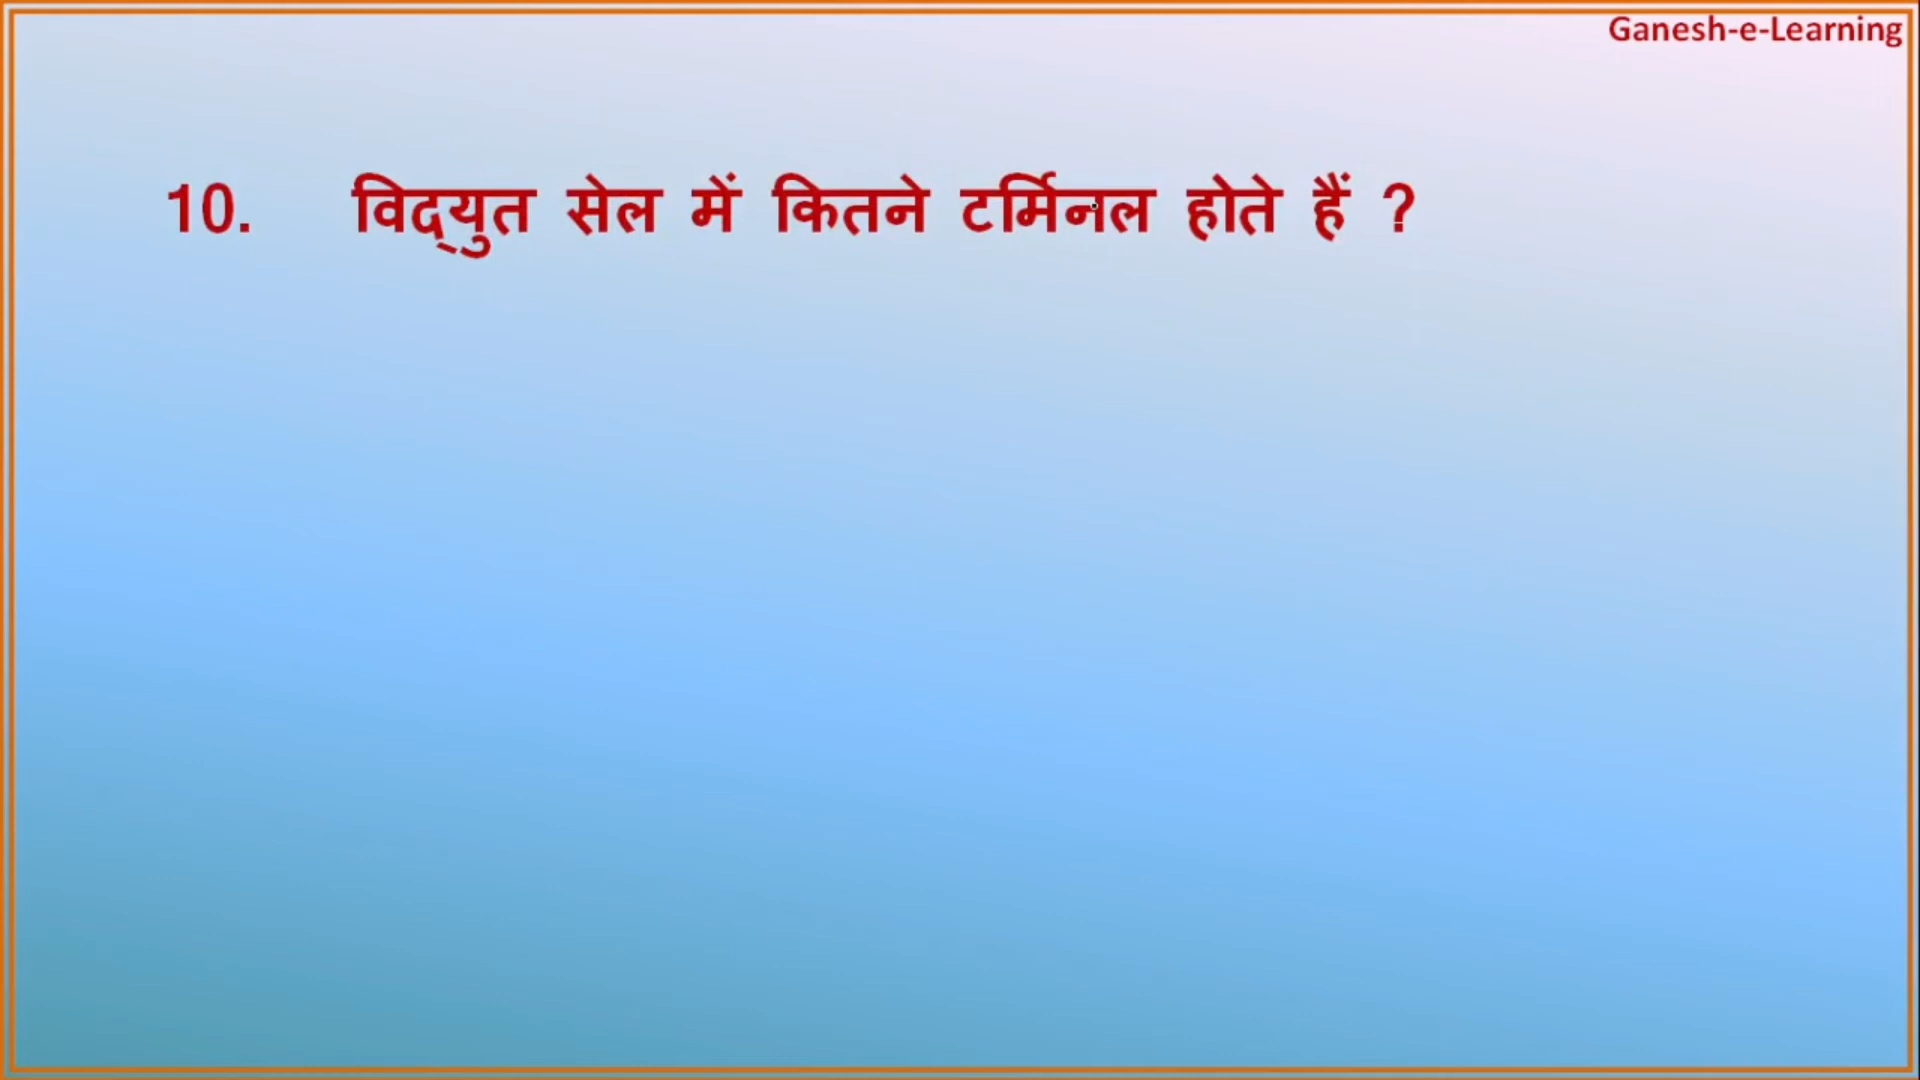 Ganesh-e-Learning
10. विद्‌युत सेल में कितने टर्मिनल होते हैं ?